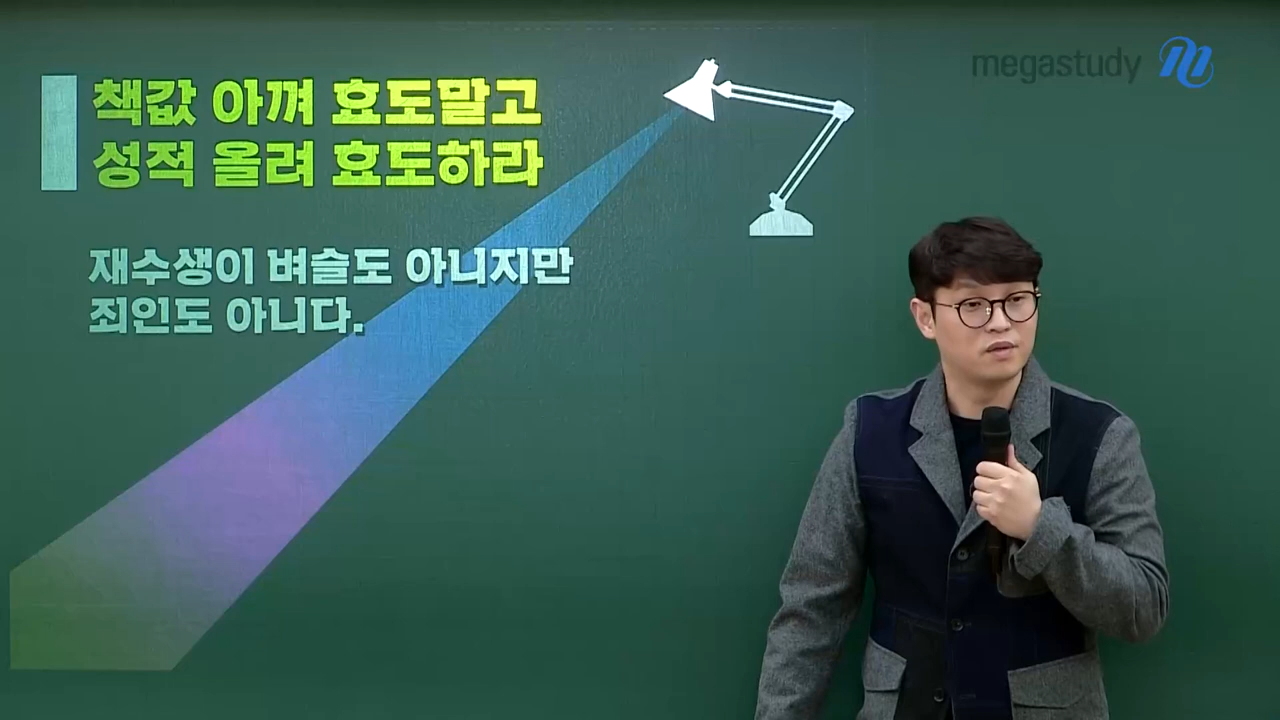 megastudy
책값 아껴 효도말고
성적 올려 효도하라
재수생이 벼슬도 아니지만
죄인도 아니다.